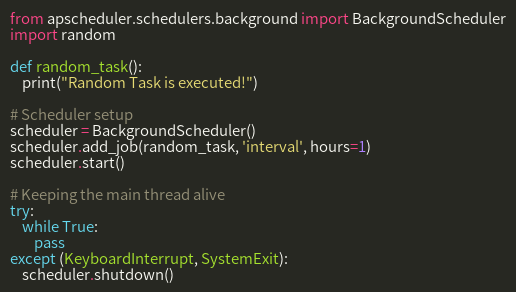 from apscheduler.schedulers.background import BackgroundScheduler
import random

def random_task():
    print("Random Task is executed!")

# Scheduler setup
scheduler = BackgroundScheduler()
scheduler.add_job(random_task, 'interval', hours=1)
scheduler.start()

# Keeping the main thread alive
try:
    while True:
        pass
except (KeyboardInterrupt, SystemExit):
    scheduler.shutdown()